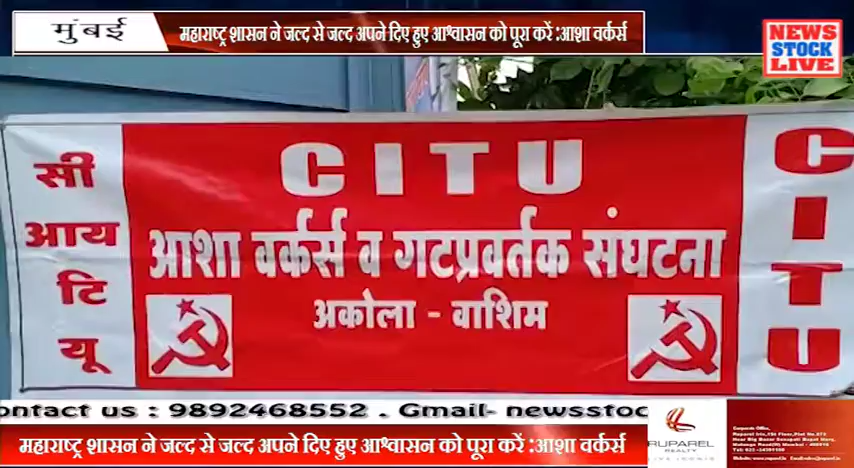 मुंबई
महाराष्ट्र शासन ने जल्द से जल्द अपने दिए हुए आश्वासन को पूरा करें :आशा वर्कर्स
NEWS
STOCK
LIVE
सी
आय
टि
यू
CITU
आशा वर्कर्स व गटप्रवर्तक संघटना
अकोला - वाशिम
C
I
T
U
ontact us : 9892468552 . Gmail- newsstoc
महाराष्ट्र शासन ने जल्द से जल्द अपने दिए हुए आश्वासन को पूरा करें :आशा वर्कर्स
RUPAREL
REALTY